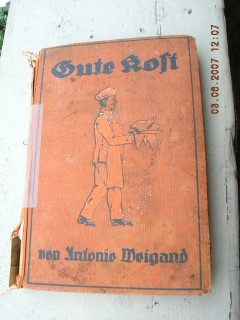 Gute Kost
von Antonie Weigand
03.08.2007 12:07